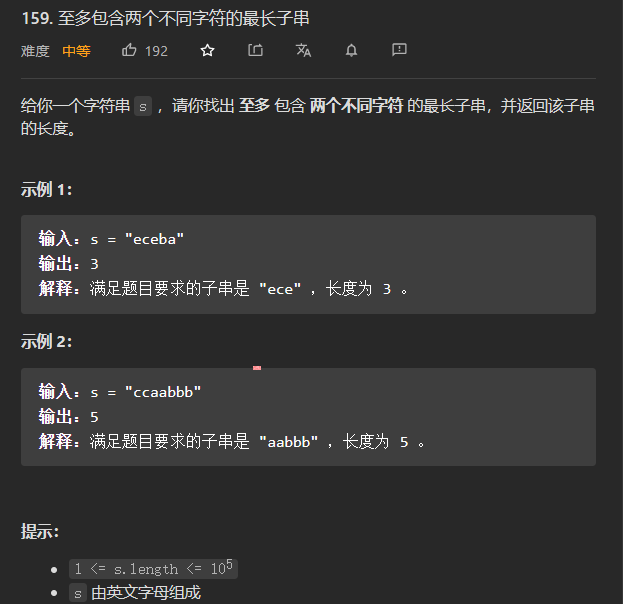 159. 至多包含两个不同字符的最长子串
难度 中等 192
给你一个字符串 s ，请你找出 至多 包含 两个不同字符 的最长子串，并返回该子串
的长度。
示例 1：
输入：s = "eceba"
输出：3
解释：满足题目要求的子串是 "ece" ，长度为 3 。
示例 2：
输入：s = "ccaabbb"
输出：5
解释：满足题目要求的子串是 "aabbb" ，长度为 5 。
提示：
• 1 <= s.length <= 10⁵
• s 由英文字母组成